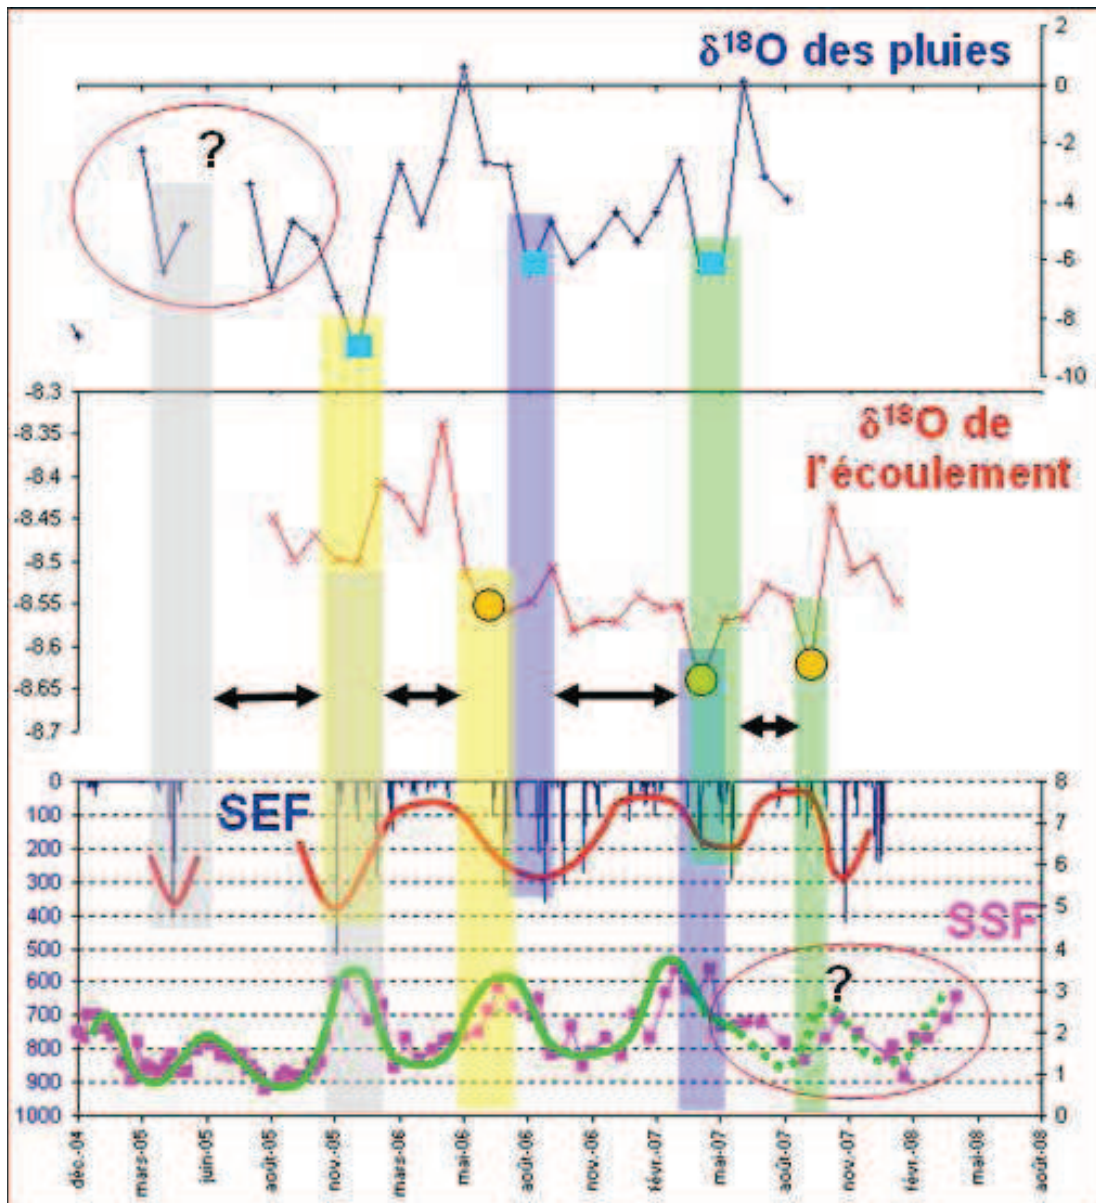 δ¹⁸O des pluies
?
2
0
-2
-4
-6
-8
-10
-8.3
-8.35
-8.4
-8.45
-8.5
-8.55
-8.6
-8.65
-8.7
δ¹⁸O de
l'écoulement
0
100
200
300
400
500
600
700
800
900
1000
SEF
SSF
?
8
7
6
5
4
3
2
1
0
déc.-04
mars-05
juin-05
août-05
nov.-05
mars-06
mai-06
août-06
nov.-06
févr.-07
mai-07
août-07
nov.-07
févr.-08
mai-08
août-08